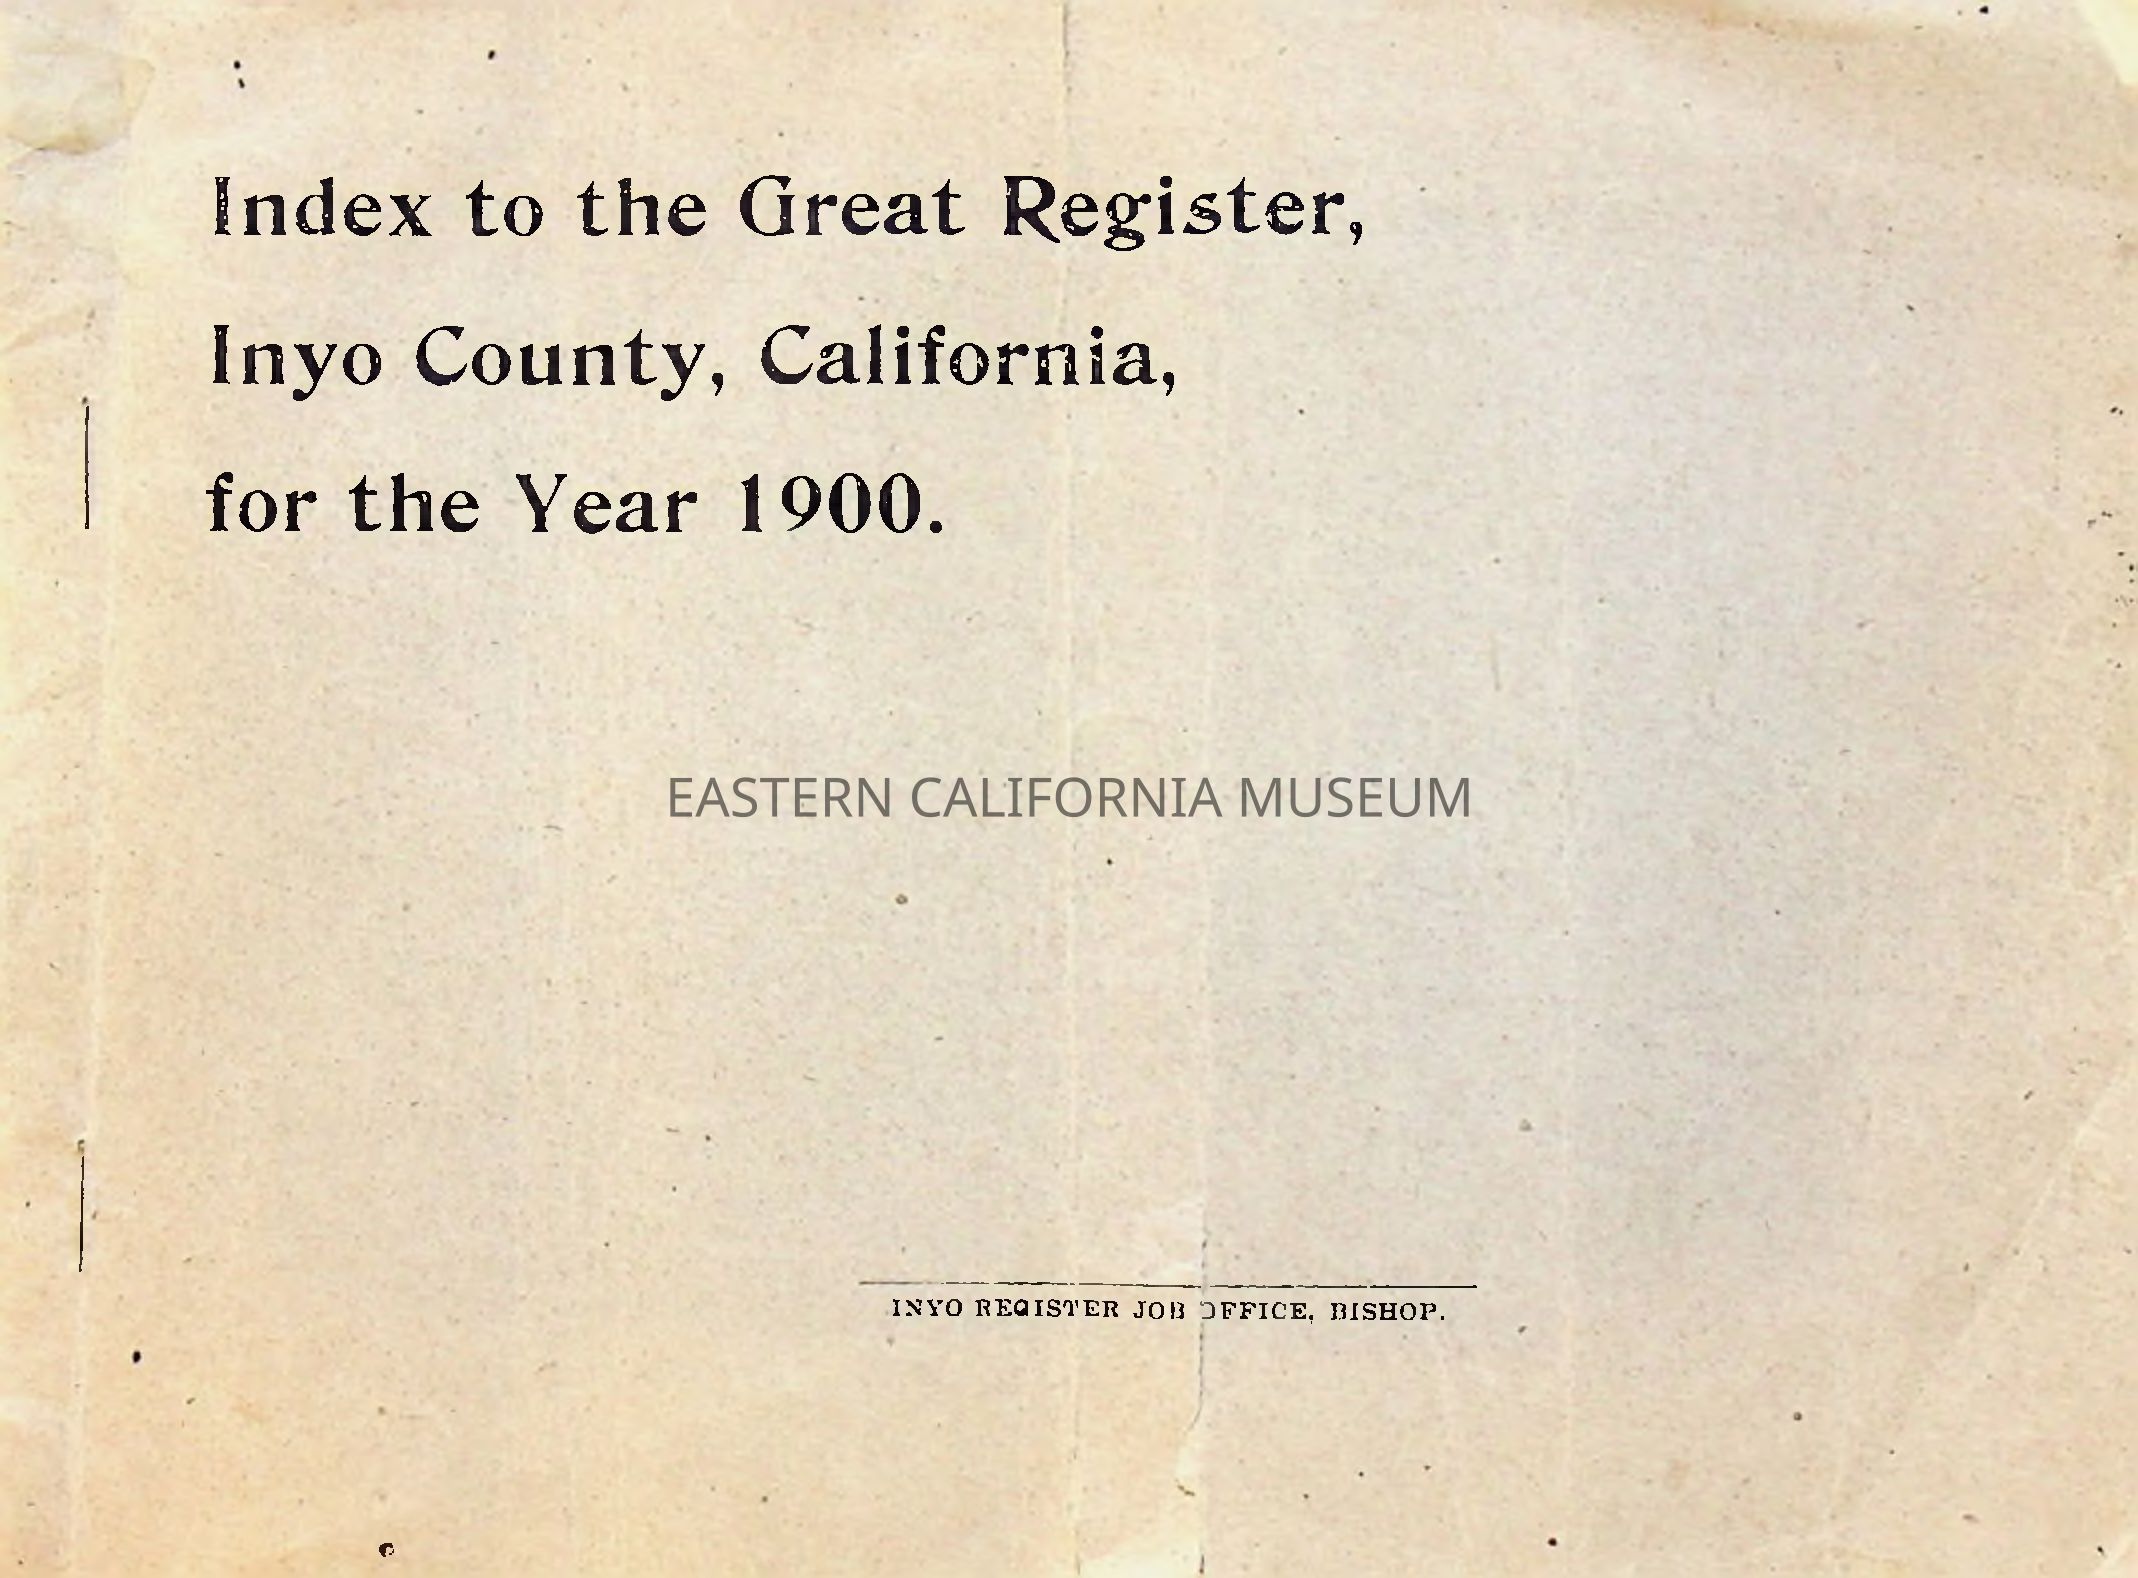 Index to the Great Register,
Inyo County, California,
for the Year 1900.
EASTERN CALIFORNIA MUSEUM
INYO REGISTER JOB OFFICE, BISHOP.